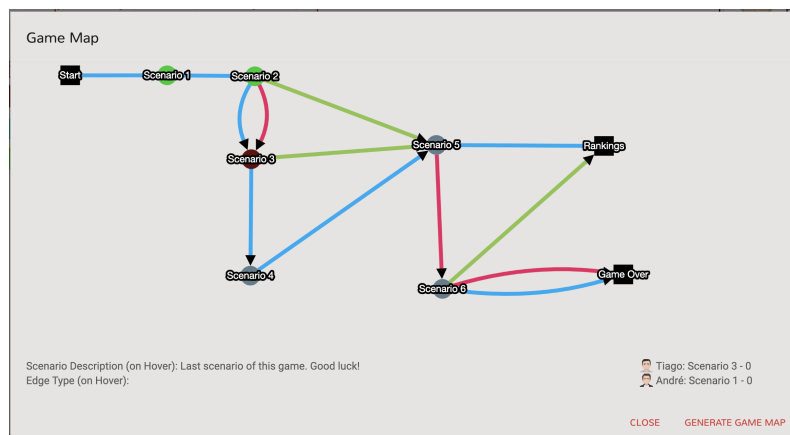 Game Map
Start
Scenario 1
Scenario 2
Scenario 3
Scenario 5
Rankings
Scenario 4
Scenario 6
Game Over
Scenario Description (on Hover): Last scenario of this game. Good luck!
Edge Type (on Hover):
Tiago: Scenario 3 - 0
André: Scenario 1 - 0
CLOSE
GENERATE GAME MAP